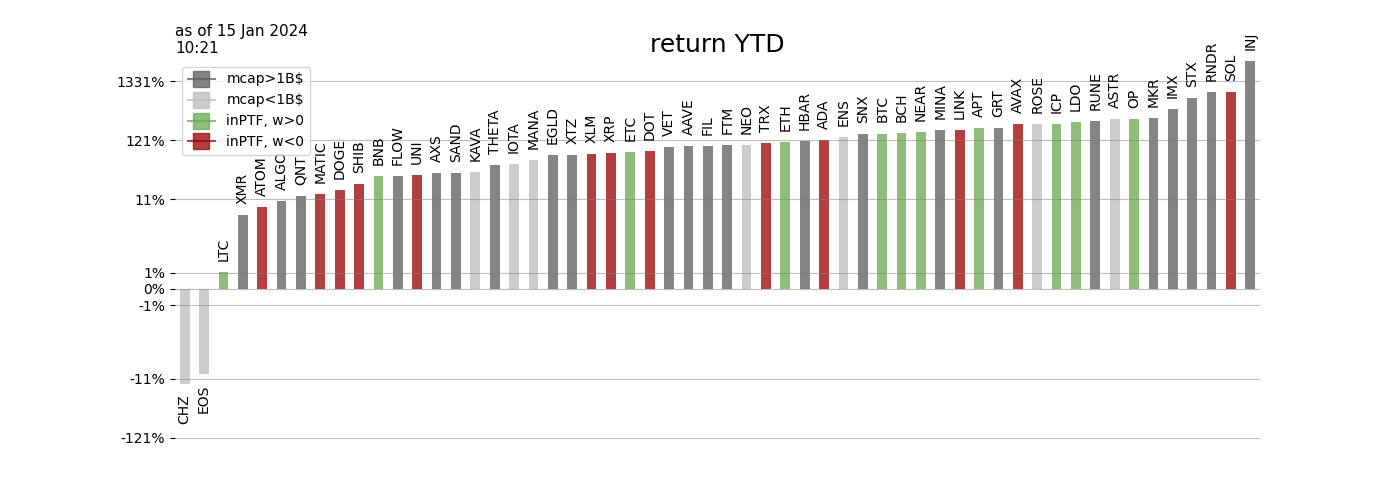 as of 15 Jan 2024
10:21
return YTD
mcap>1B$
mcap<1B$
inPTF, w>0
inPTF, w<0
1331%
121%
11%
1%
0%
-1%
-11%
-121%
CHZ
EOS
LTC
XMR
ATOM
ALGO
QNT
MATIC
DOGE
SHIB
BNB
FLOW
UNI
AXS
SAND
KAVA
THETA
IOTA
MANA
EGLD
XTZ
XLM
XRP
ETC
DOT
VET
AAVE
FIL
FTM
NEO
TRX
ETH
HBAR
ADA
ENS
SNX
BTC
BCH
NEAR
MINA
LINK
APT
GRT
AVAX
ROSE
ICP
LDO
RUNE
ASTR
OP
MKR
IMX
STX
RNDR
SOL
INJ